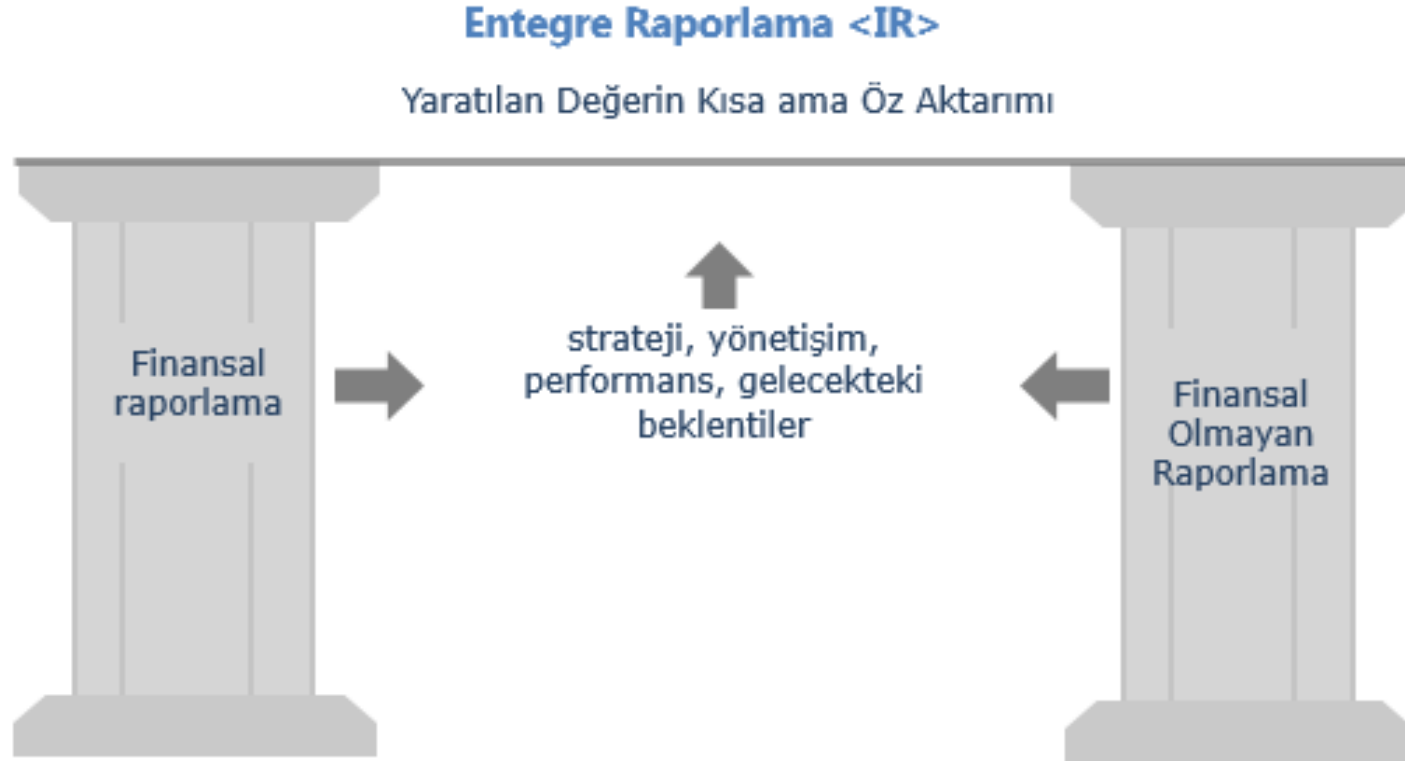 Entegre Raporlama <IR>
Yaratılan Değerin Kısa ama Öz Aktarımı
Finansal
raporlama
strateji, yönetişim,
performans, gelecekteki
beklentiler
Finansal
Olmayan
Raporlama